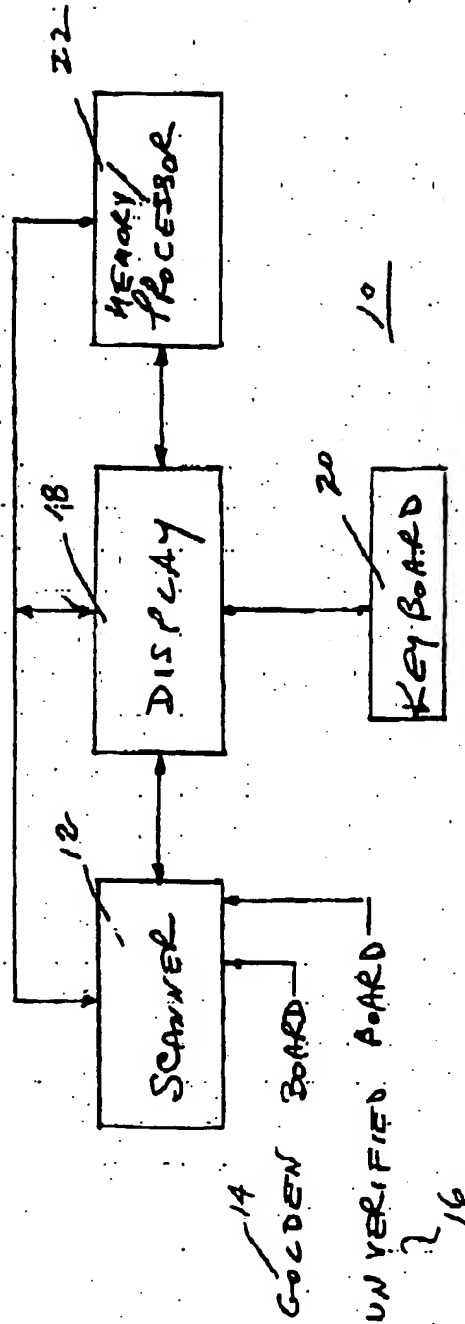 22
MEMORY/
PROCESSOR
18
DISPLAY
10
20
KEYBOARD
12
SCANNER
14
GOLDEN BOARD
UNVERIFIED BOARD
16